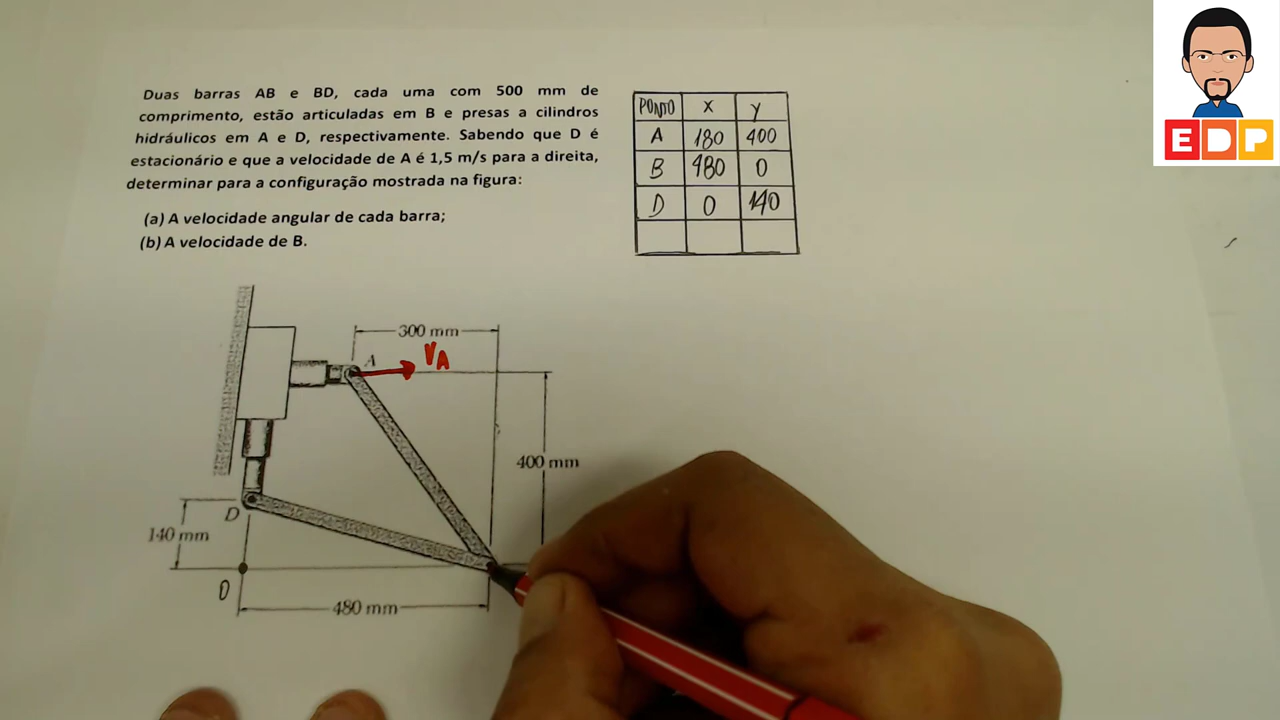 Duas barras AB e BD, cada uma com 500 mm de
comprimento, estão articuladas em B e presas a cilindros
hidráulicos em A e D, respectivamente. Sabendo que D é
estacionário e que a velocidade de A é 1,5 m/s para a direita,
determinar para a configuração mostrada na figura:
(a) A velocidade angular de cada barra;
(b) A velocidade de B.
PONTO X Y
A 180 400
B 480 0
D 0 140
EDP
300 mm
A
VA
400 mm
D
140 mm
0
480 mm